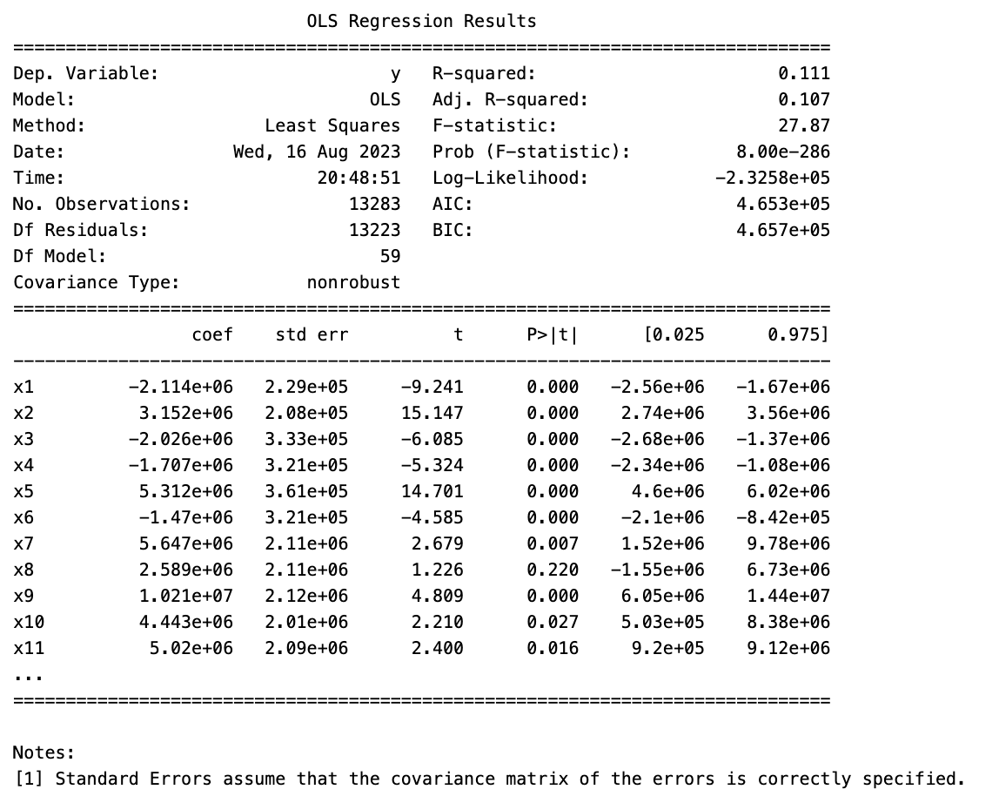 OLS Regression Results
==============================================================================
Dep. Variable: y R-squared: 0.111
Model: OLS Adj. R-squared: 0.107
Method: Least Squares F-statistic: 27.87
Date: Wed, 16 Aug 2023 Prob (F-statistic): 8.00e-286
Time: 20:48:51 Log-Likelihood: -2.3258e+05
No. Observations: 13283 AIC: 4.653e+05
Df Residuals: 13223 BIC: 4.657e+05
Df Model: 59
Covariance Type: nonrobust
==============================================================================
coef std err t P>|t| [0.025 0.975]
------------------------------------------------------------------------------
x1 -2.114e+06 2.29e+05 -9.241 0.000 -2.56e+06 -1.67e+06
x2 3.152e+06 2.08e+05 15.147 0.000 2.74e+06 3.56e+06
x3 -2.026e+06 3.33e+05 -6.085 0.000 -2.68e+06 -1.37e+06
x4 -1.707e+06 3.21e+05 -5.324 0.000 -2.34e+06 -1.08e+06
x5 5.312e+06 3.61e+05 14.701 0.000 4.6e+06 6.02e+06
x6 -1.47e+06 3.21e+05 -4.585 0.000 -2.1e+06 -8.42e+05
x7 5.647e+06 2.11e+06 2.679 0.007 1.52e+06 9.78e+06
x8 2.589e+06 2.11e+06 1.226 0.220 -1.55e+06 6.73e+06
x9 1.021e+07 2.12e+06 4.809 0.000 6.05e+06 1.44e+07
x10 4.443e+06 2.01e+06 2.210 0.027 5.03e+05 8.38e+06
x11 5.02e+06 2.09e+06 2.400 0.016 9.2e+05 9.12e+06
...
==============================================================================
Notes:
[1] Standard Errors assume that the covariance matrix of the errors is correctly specified.